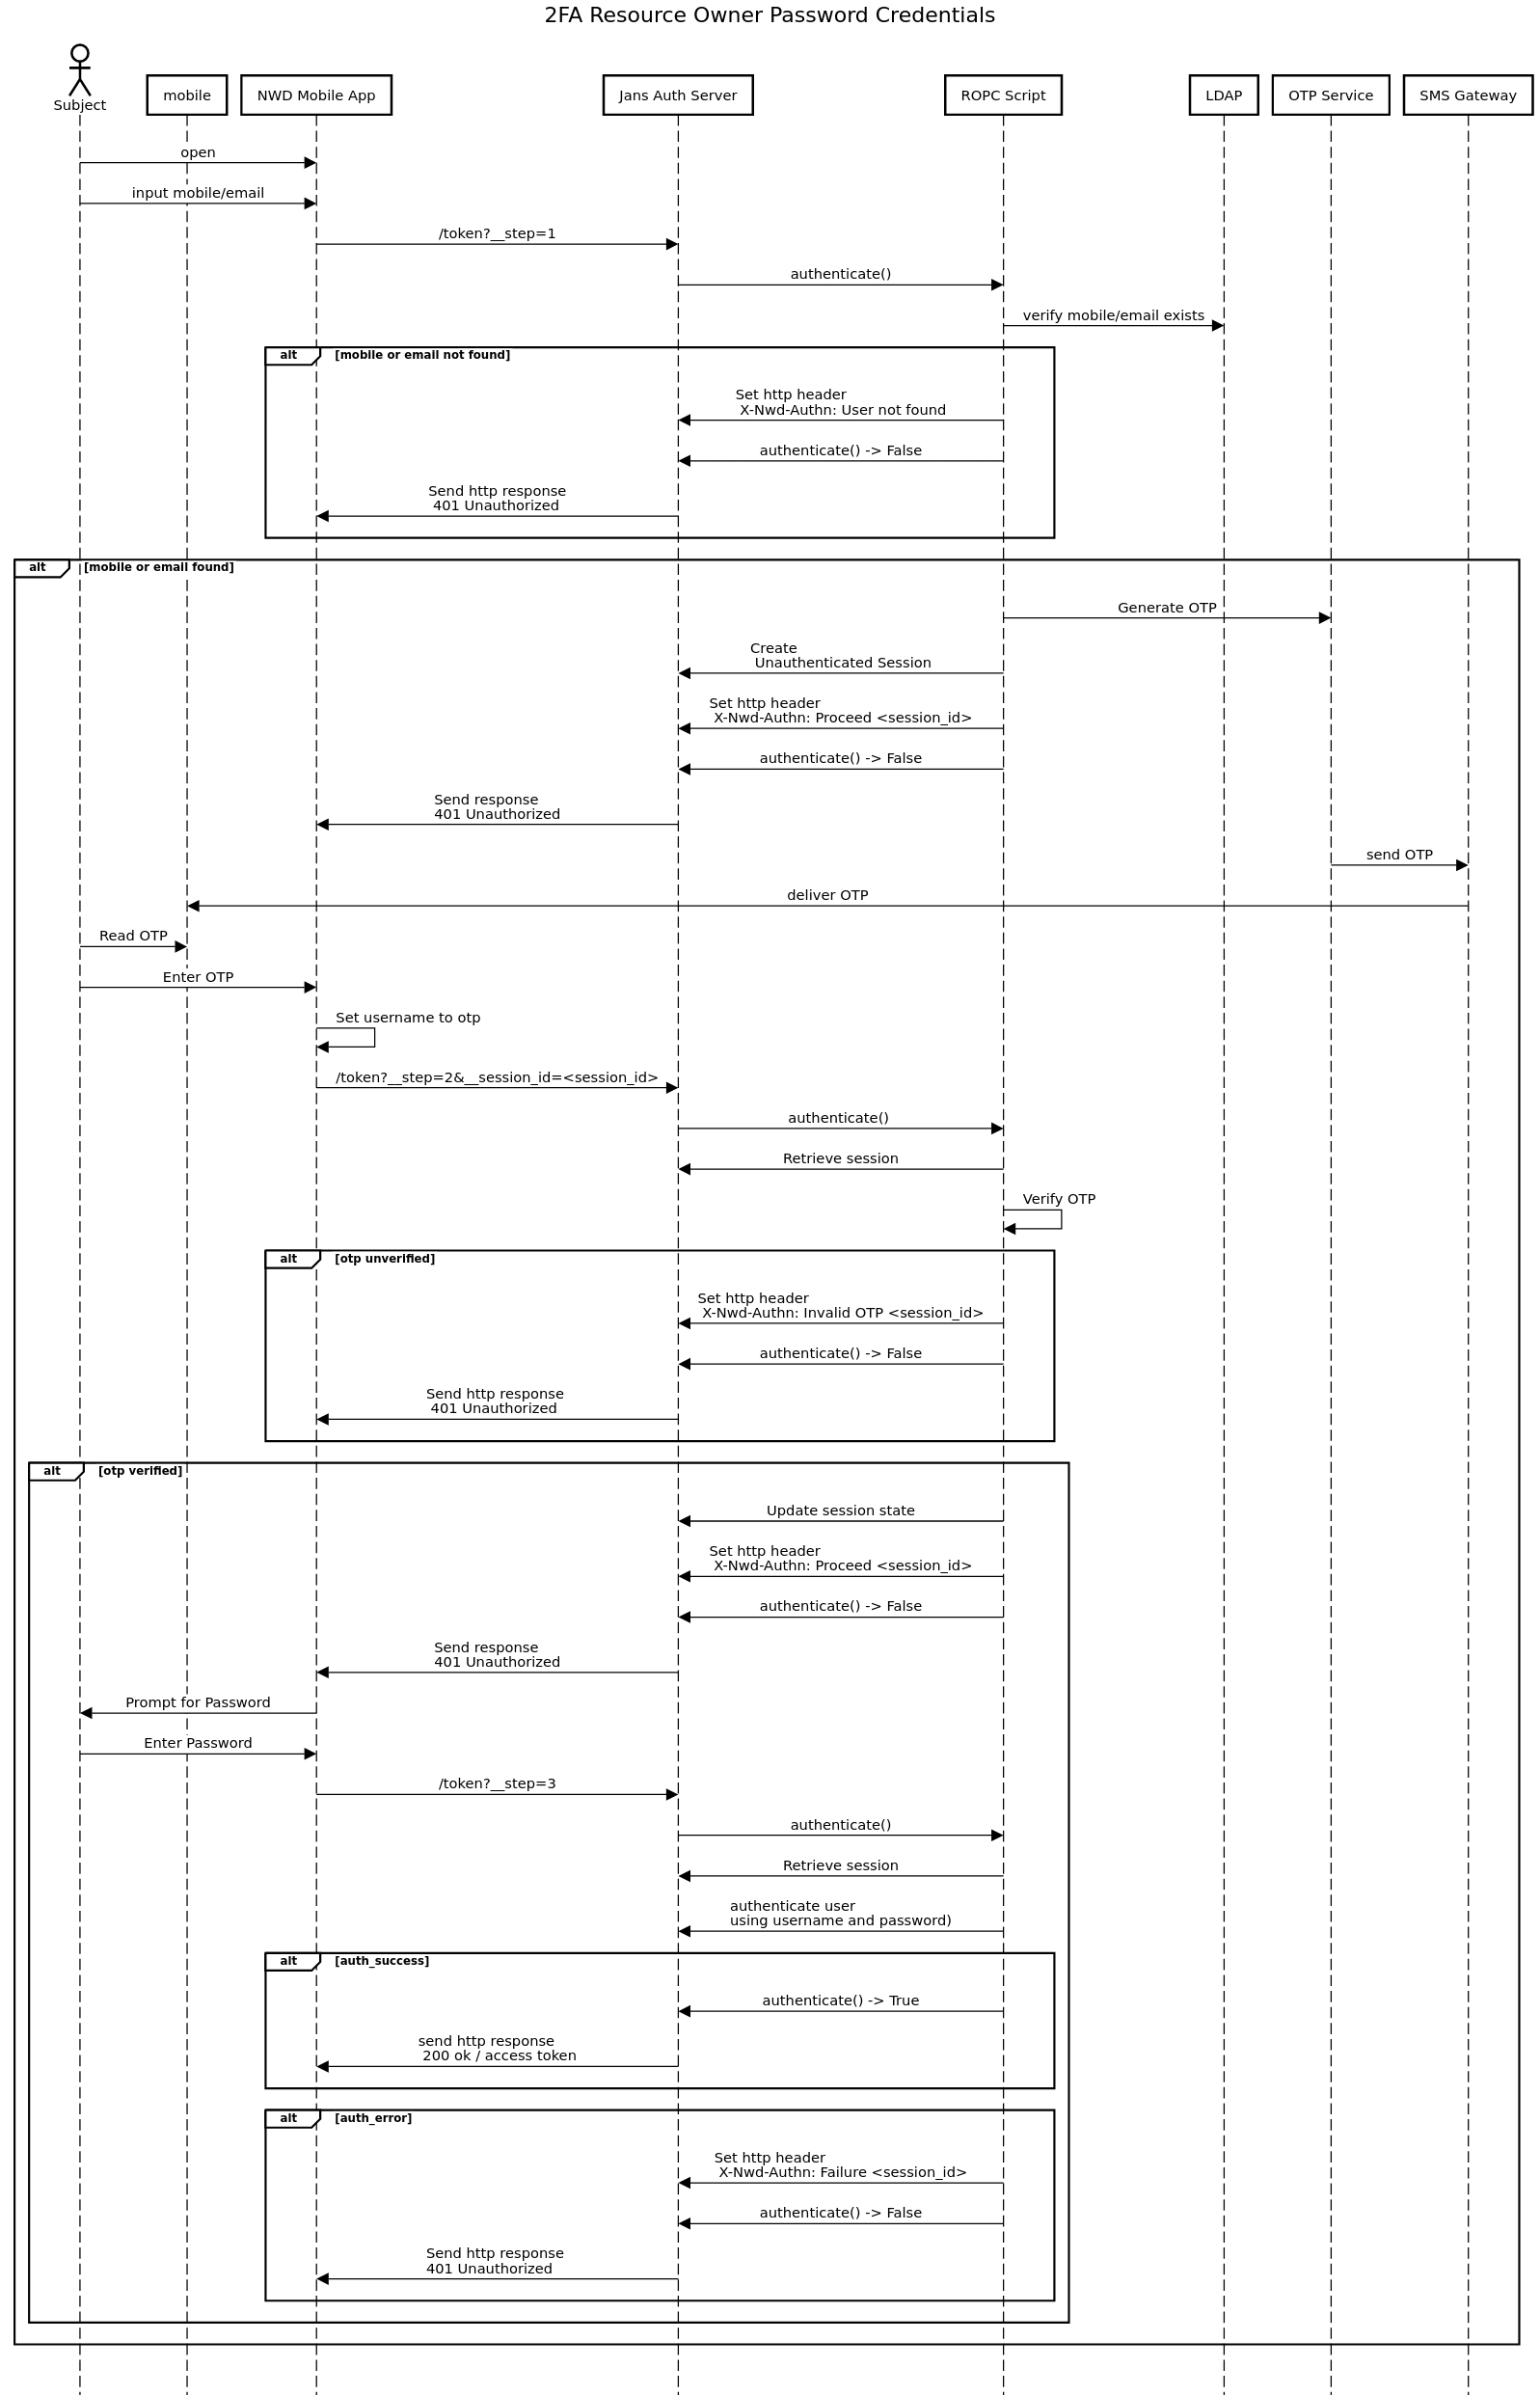 2FA Resource Owner Password Credentials
Subject
mobile
NWD Mobile App
Jans Auth Server
ROPC Script
LDAP
OTP Service
SMS Gateway
open
input mobile/email
/token?__step=1
authenticate()
verify mobile/email exists
alt
[mobile or email not found]
Set http header
X-Nwd-Authn: User not found
authenticate() -> False
Send http response
401 Unauthorized
alt
[mobile or email found]
Generate OTP
Create
Unauthenticated Session
Set http header
X-Nwd-Authn: Proceed <session_id>
authenticate() -> False
Send response
401 Unauthorized
send OTP
deliver OTP
Read OTP
Enter OTP
Set username to otp
/token?__step=2&__session_id=<session_id>
authenticate()
Retrieve session
Verify OTP
alt
[otp unverified]
Set http header
X-Nwd-Authn: Invalid OTP <session_id>
authenticate() -> False
Send http response
401 Unauthorized
alt
[otp verified]
Update session state
Set http header
X-Nwd-Authn: Proceed <session_id>
authenticate() -> False
Send response
401 Unauthorized
Prompt for Password
Enter Password
/token?__step=3
authenticate()
Retrieve session
authenticate user
using username and password)
alt
[auth_success]
authenticate() -> True
send http response
200 ok / access token
alt
[auth_error]
Set http header
X-Nwd-Authn: Failure <session_id>
authenticate() -> False
Send http response
401 Unauthorized